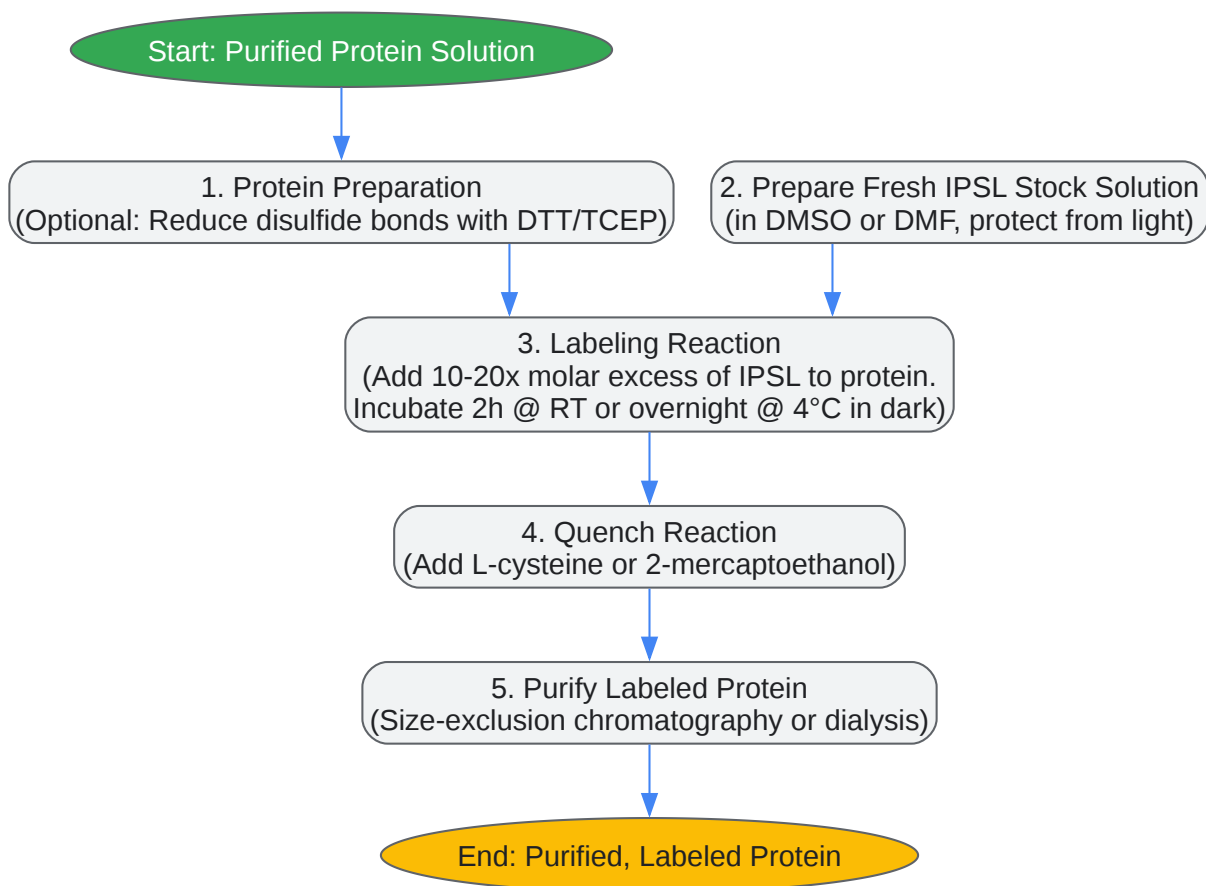 Start: Purified Protein Solution
1. Protein Preparation
(Optional: Reduce disulfide bonds with DTT/TCEP)
2. Prepare Fresh IPSL Stock Solution
(in DMSO or DMF, protect from light)
3. Labeling Reaction
(Add 10-20x molar excess of IPSL to protein.
Incubate 2h @ RT or overnight @ 4°C in dark)
4. Quench Reaction
(Add L-cysteine or 2-mercaptoethanol)
5. Purify Labeled Protein
(Size-exclusion chromatography or dialysis)
End: Purified, Labeled Protein